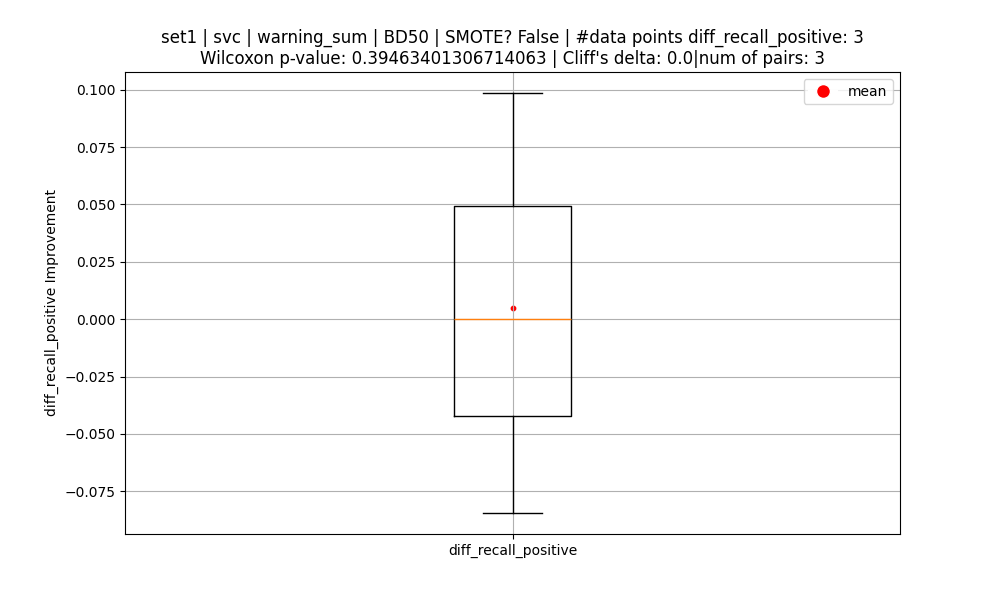 set1 | svc | warning_sum | BD50 | SMOTE? False | #data points diff_recall_positive: 3
Wilcoxon p-value: 0.39463401306714063 | Cliff's delta: 0.0|num of pairs: 3
mean
0.100
0.075
0.050
0.025
0.000
−0.025
−0.050
−0.075
diff_recall_positive Improvement
diff_recall_positive